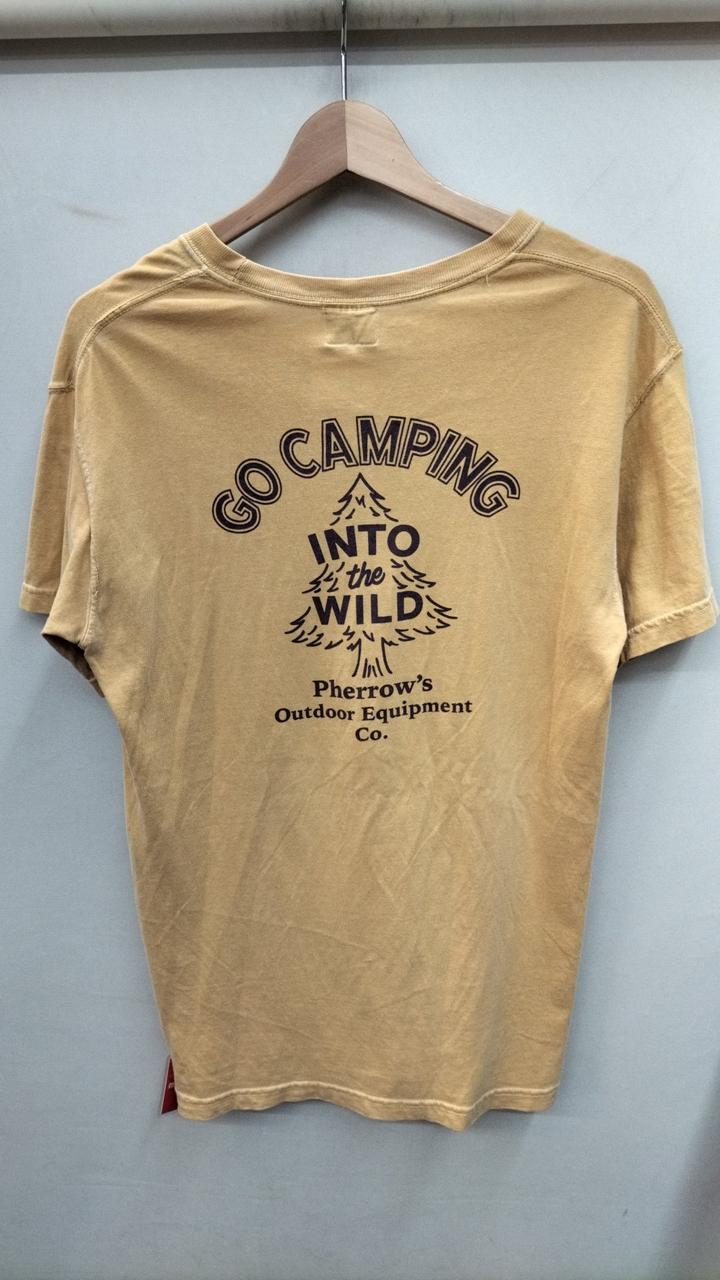 GO CAMPING
INTO
the
WILD
Pherrow's
Outdoor Equipment
Co.